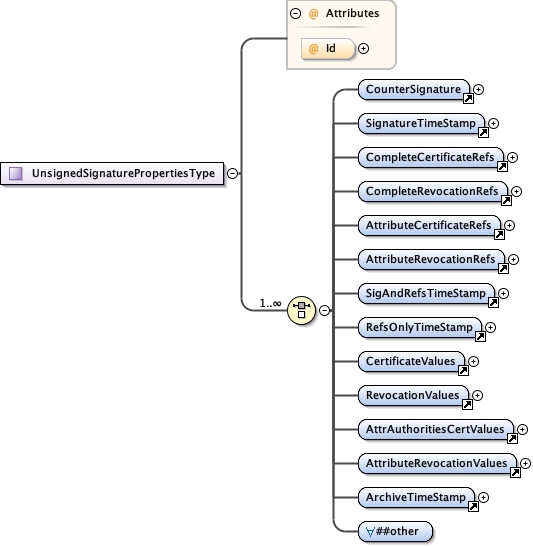 @ Attributes
@ Id
UnsignedSignaturePropertiesType
1..∞
CounterSignature
SignatureTimeStamp
CompleteCertificateRefs
CompleteRevocationRefs
AttributeCertificateRefs
AttributeRevocationRefs
SigAndRefsTimeStamp
RefsOnlyTimeStamp
CertificateValues
RevocationValues
AttrAuthoritiesCertValues
AttributeRevocationValues
ArchiveTimeStamp
∀##other